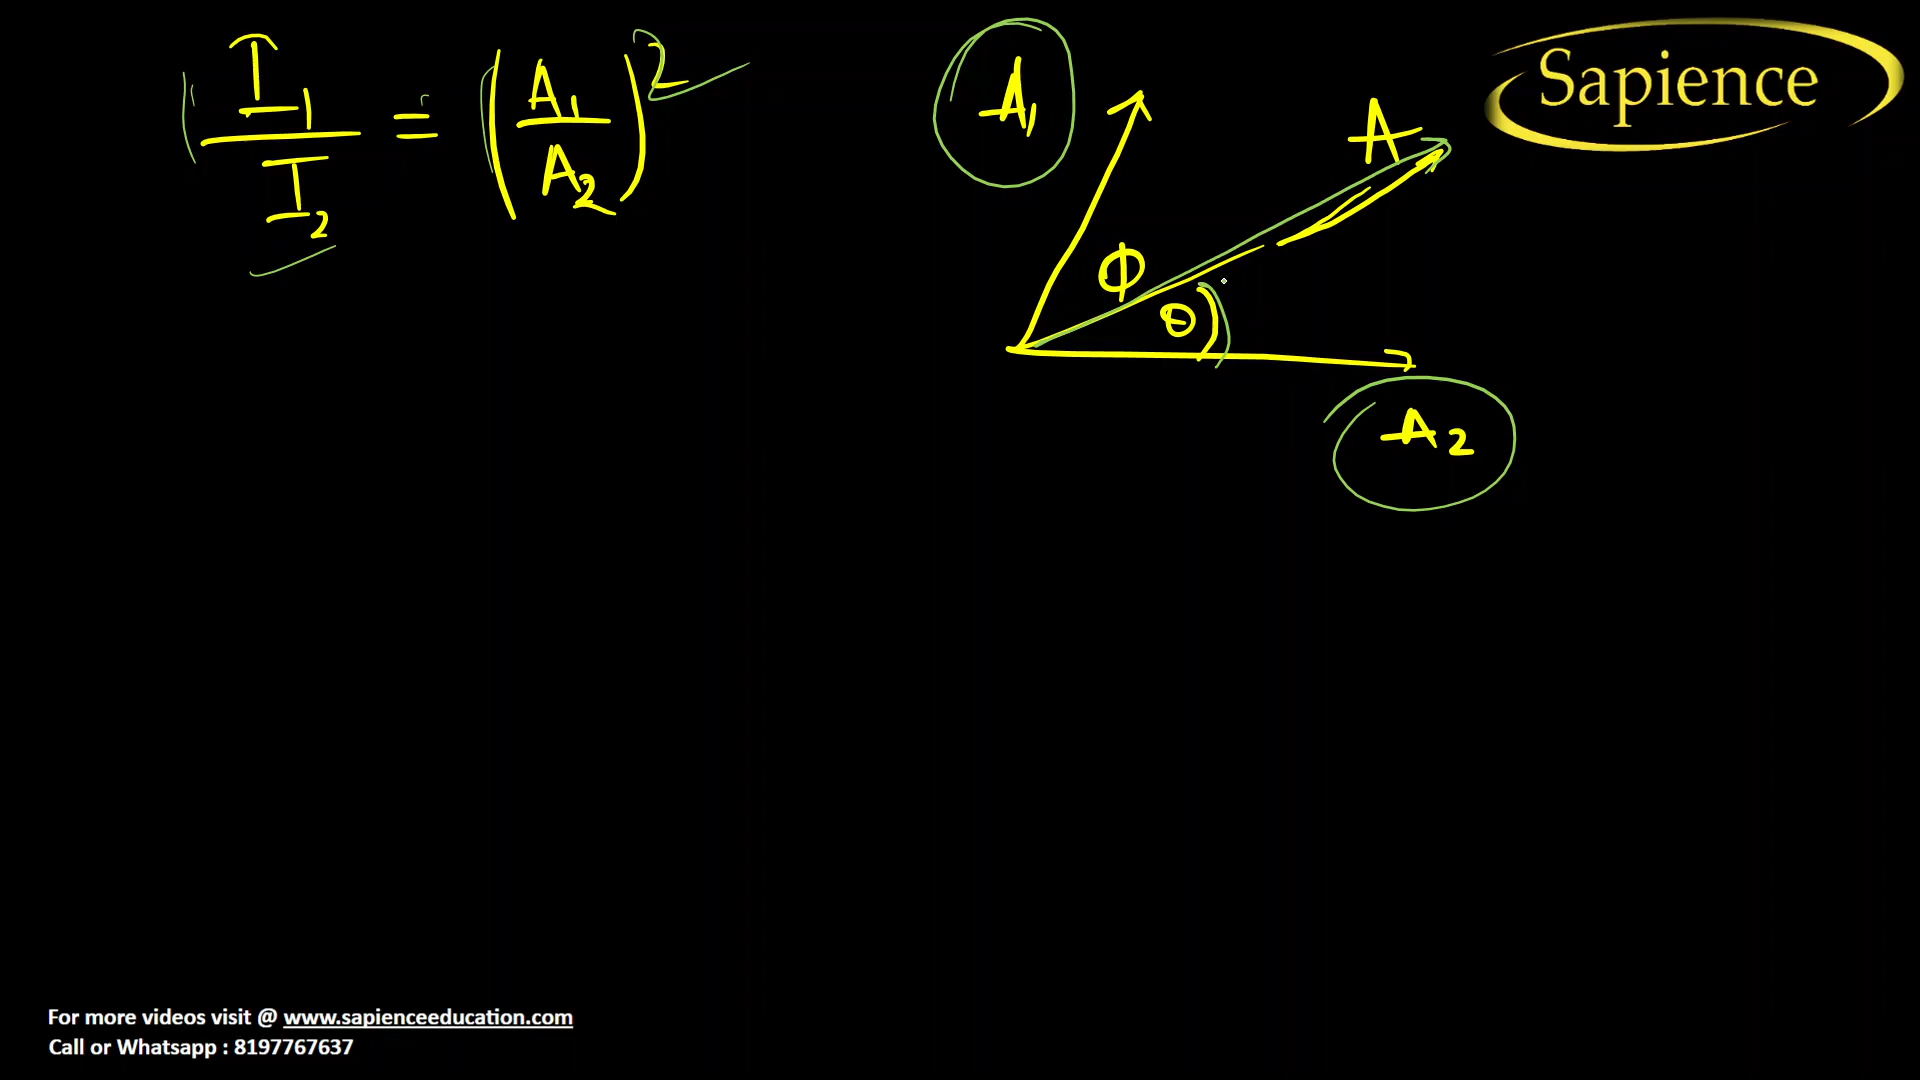 I₁/I₂ = (A₁/A₂)²
A₁
A
Sapience
Φ
θ
A₂
For more videos visit @ www.sapienceeducation.com
Call or Whatsapp : 8197767637